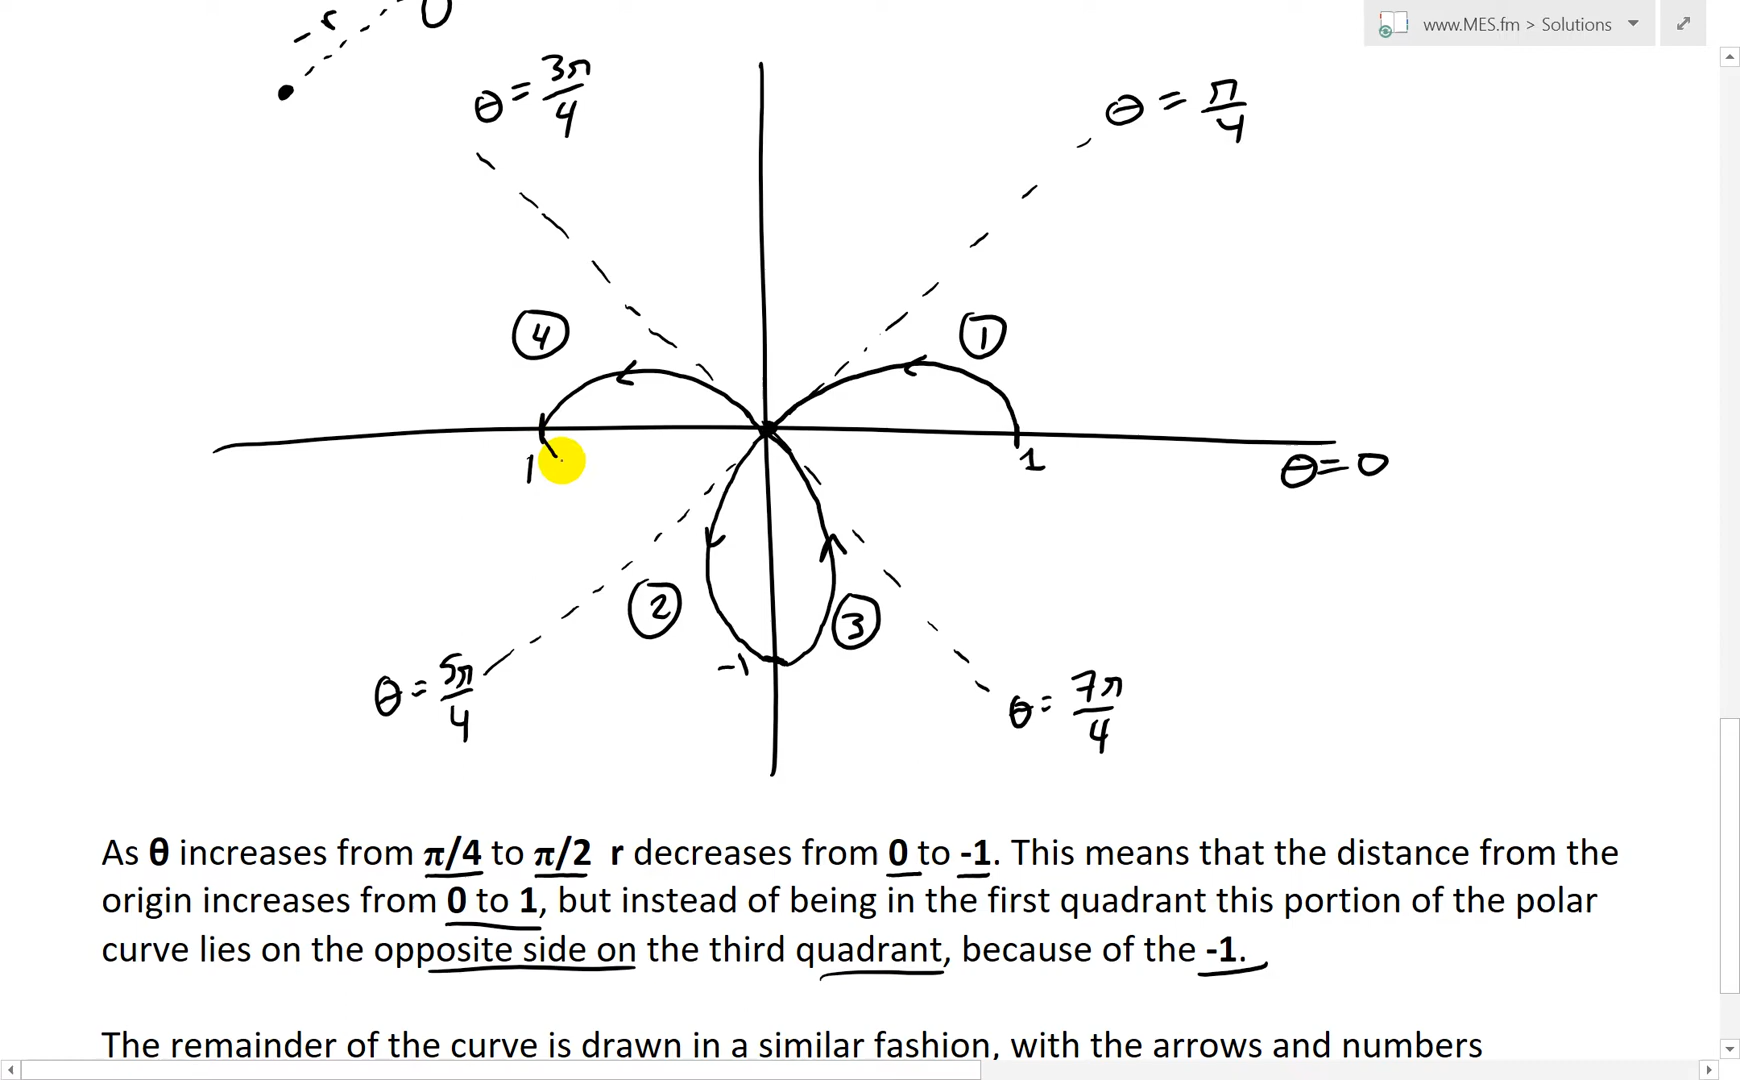 www.MES.fm > Solutions
-r
θ
θ = 3π/4
θ = π/4
④
①
1
1
θ = 0
②
③
-1
θ = 5π/4
θ = 7π/4
As θ increases from π/4 to π/2 r decreases from 0 to -1. This means that the distance from the
origin increases from 0 to 1, but instead of being in the first quadrant this portion of the polar
curve lies on the opposite side on the third quadrant, because of the -1.
The remainder of the curve is drawn in a similar fashion, with the arrows and numbers